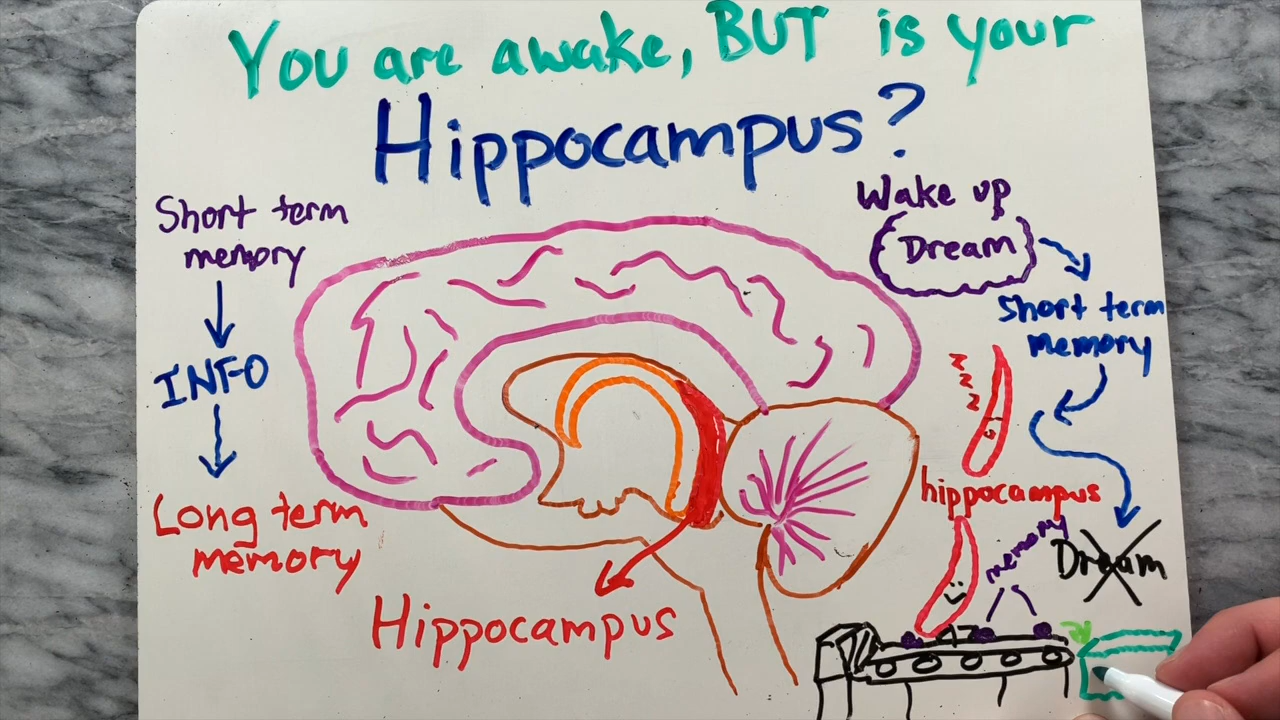 You are awake, BUT is your
Hippocampus?
Short term
memory
INFO
Long term
memory
Hippocampus
Wake up
Dream
Short term
memory
z
z
z
z
hippocampus
memory
Dream